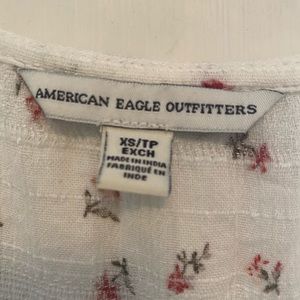 AMERICAN EAGLE OUTFITTERS
XS/TP
EXCH
MADE IN INDIA
FABRIQUÉ EN
INDE